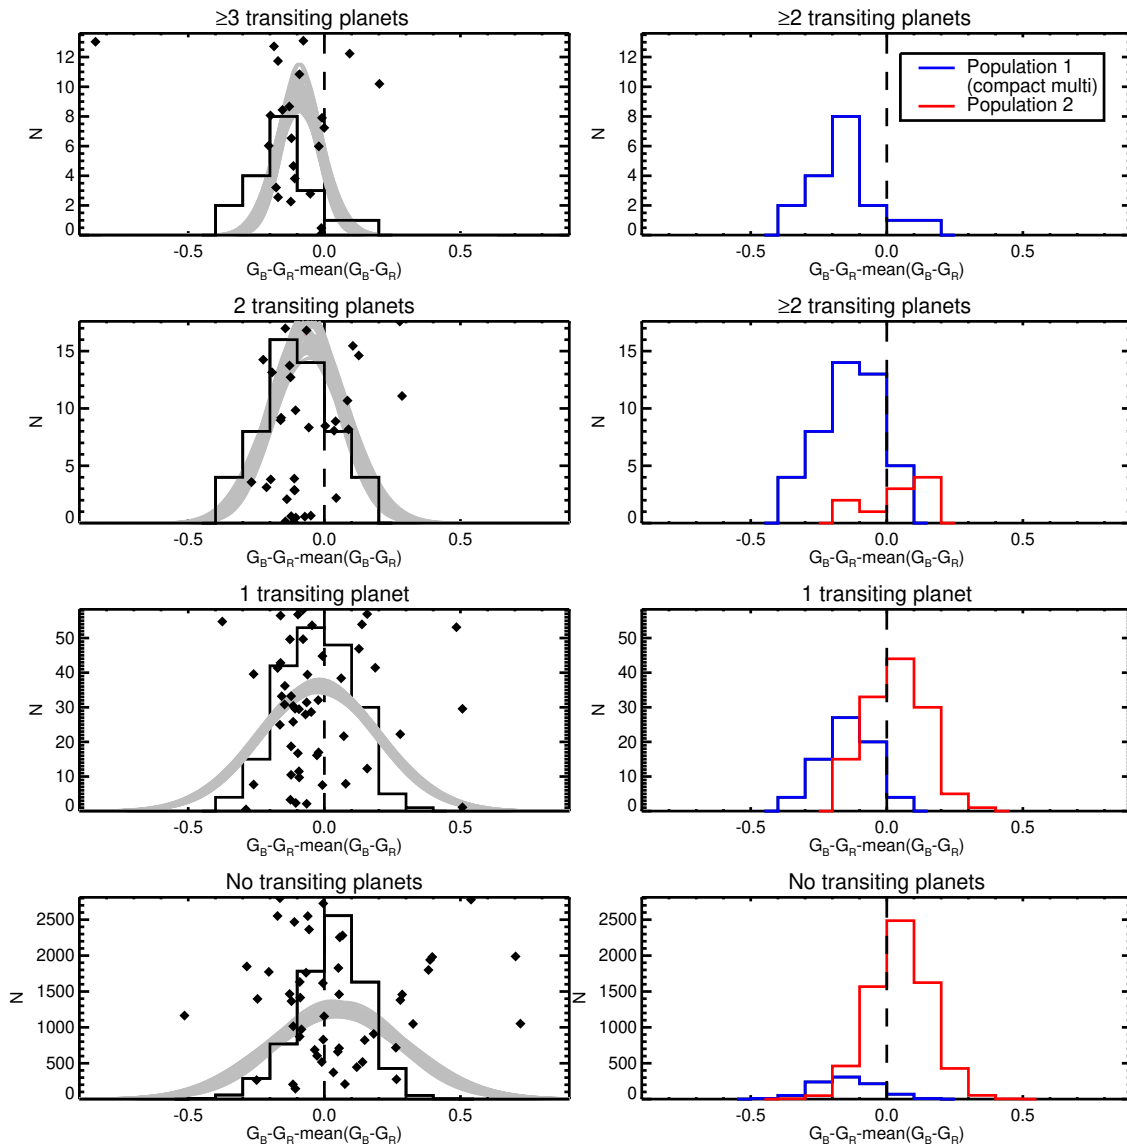 ≥3 transiting planets
N
12
10
8
6
4
2
0
-0.5 0.0 0.5
G_B-G_R-mean(G_B-G_R)
≥2 transiting planets
Population 1
(compact multi)
Population 2
N
12
10
8
6
4
2
0
-0.5 0.0 0.5
G_B-G_R-mean(G_B-G_R)
2 transiting planets
N
15
10
5
0
-0.5 0.0 0.5
G_B-G_R-mean(G_B-G_R)
≥2 transiting planets
N
15
10
5
0
-0.5 0.0 0.5
G_B-G_R-mean(G_B-G_R)
1 transiting planet
N
50
40
30
20
10
0
-0.5 0.0 0.5
G_B-G_R-mean(G_B-G_R)
1 transiting planet
N
50
40
30
20
10
0
-0.5 0.0 0.5
G_B-G_R-mean(G_B-G_R)
No transiting planets
N
2500
2000
1500
1000
500
0
-0.5 0.0 0.5
G_B-G_R-mean(G_B-G_R)
No transiting planets
N
2500
2000
1500
1000
500
0
-0.5 0.0 0.5
G_B-G_R-mean(G_B-G_R)